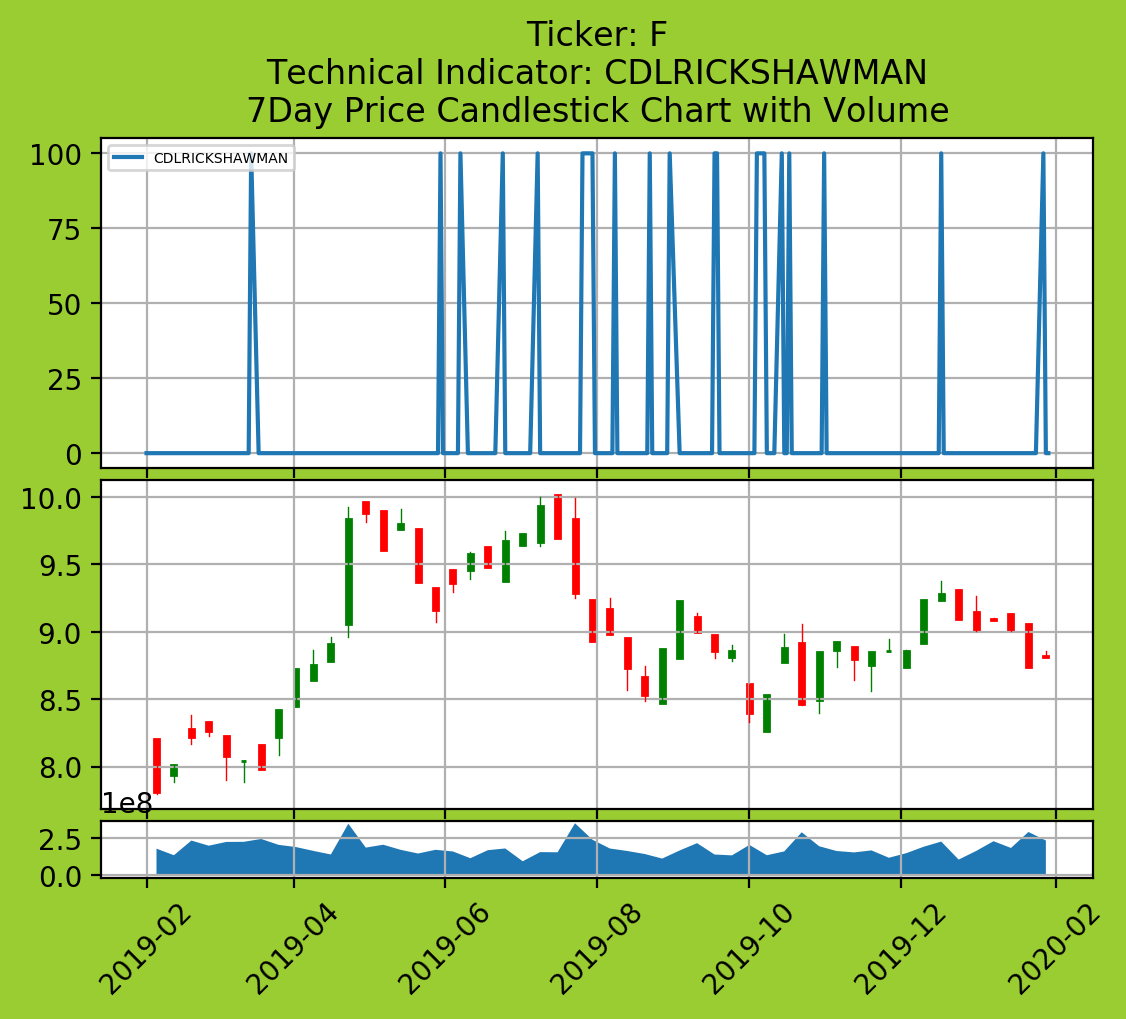 Ticker: F
Technical Indicator: CDLRICKSHAWMAN
7Day Price Candlestick Chart with Volume
CDLRICKSHAWMAN
100
75
50
25
0
10.0
9.5
9.0
8.5
8.0
1e8
2.5
0.0
2019-02 2019-04 2019-06 2019-08 2019-10 2019-12 2020-02